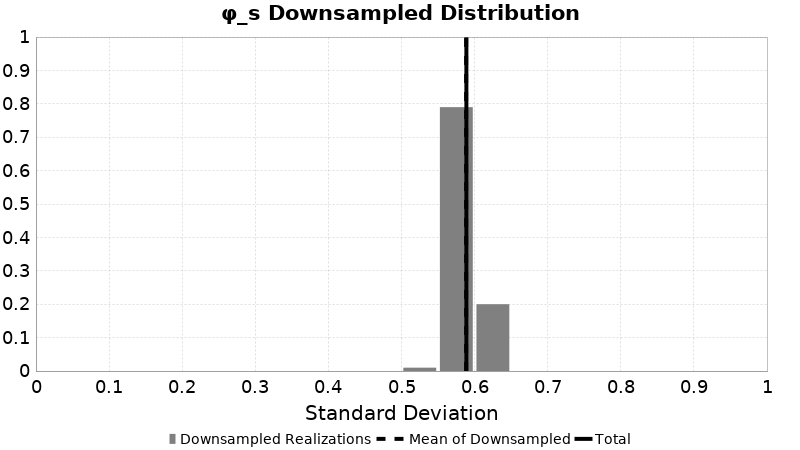 φ_s Downsampled Distribution
1
0.9
0.8
0.7
0.6
0.5
0.4
0.3
0.2
0.1
0
0 0.1 0.2 0.3 0.4 0.5 0.6 0.7 0.8 0.9 1
Standard Deviation
Downsampled Realizations Mean of Downsampled Total